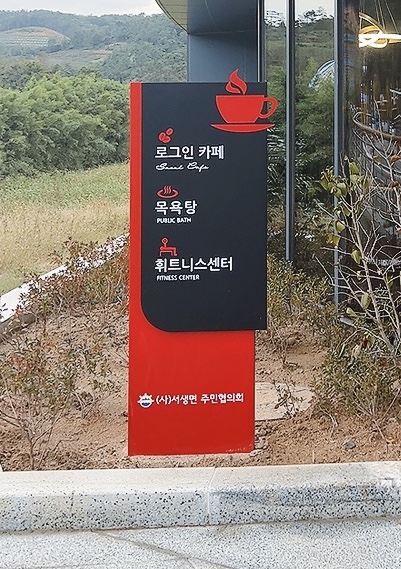 로그인 카페
목욕탕
PUBLIC BATH
휘트니스센터
FITNESS CENTER
(사)서생면 주민협의회